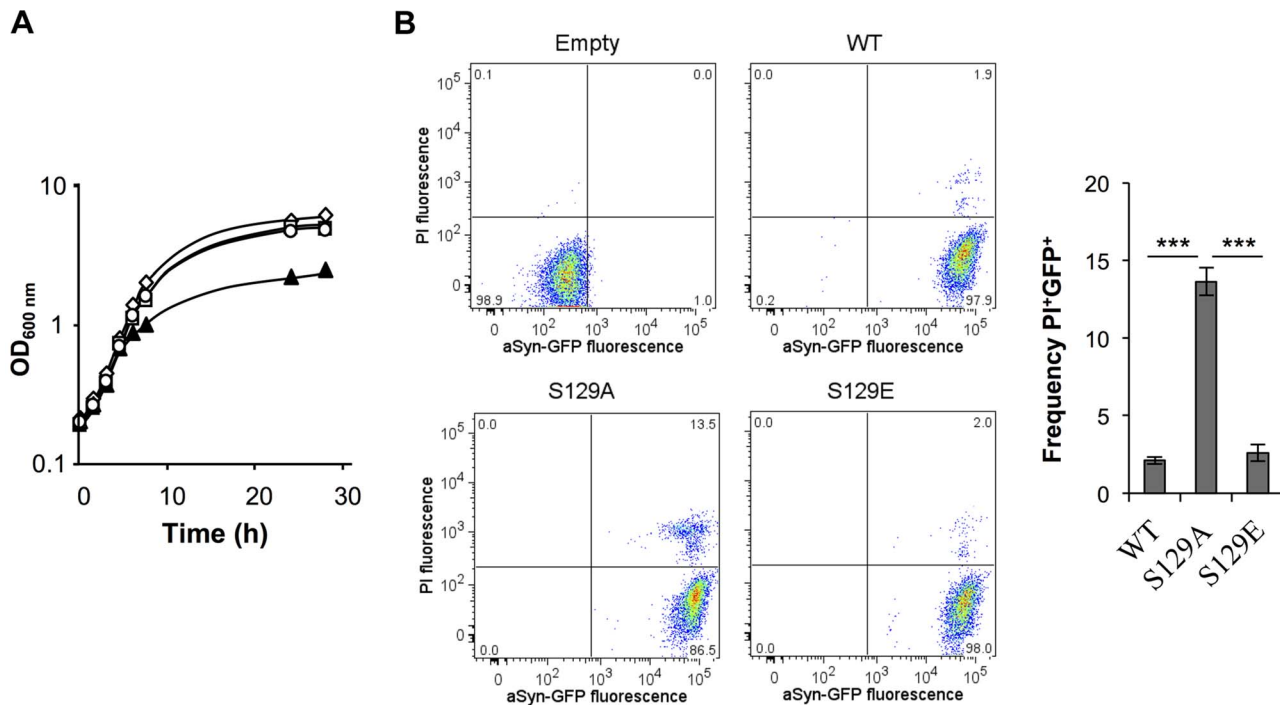 A
OD600 nm
10
1
0.1
0 10 20 30
Time (h)
B
Empty
PI fluorescence
10^5
10^4
10^3
10^2
0
0.1 0.0
98.9 1.0
0 10^2 10^3 10^4 10^5
aSyn-GFP fluorescence
WT
0.0 1.9
0.2 97.9
0 10^2 10^3 10^4 10^5
aSyn-GFP fluorescence
S129A
PI fluorescence
10^5
10^4
10^3
10^2
0
0.0 13.5
0.0 86.5
0 10^2 10^3 10^4 10^5
aSyn-GFP fluorescence
S129E
0.0 2.0
0.0 98.0
0 10^2 10^3 10^4 10^5
aSyn-GFP fluorescence
Frequency PI+GFP+
20
15
10
5
0
*** ***
WT S129A S129E